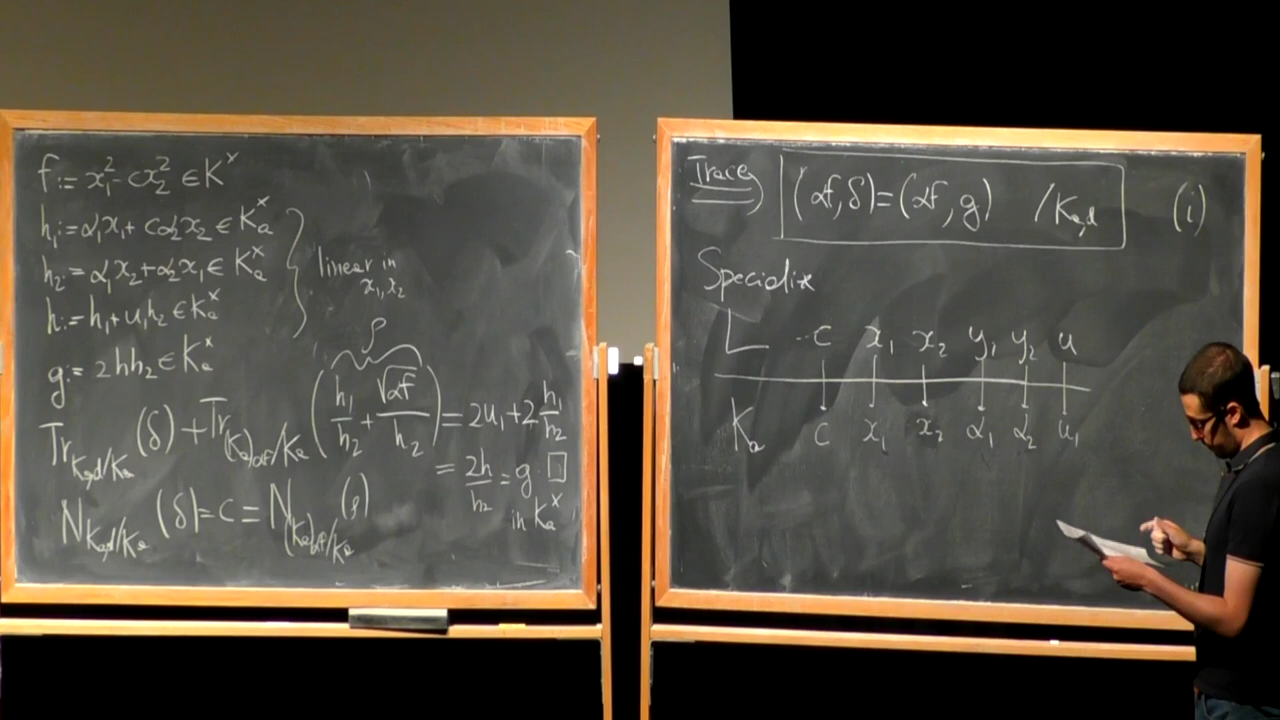 f := x₁² - cx₂² ∈ K^×
h₁ := α₁x₁ + cα₂x₂ ∈ K_a^×
h₂ := α₁x₂ + α₂x₁ ∈ K_a^×
linear in x₁, x₂
h := h₁ + u₁h₂ ∈ K_a^×
g := 2hh₂ ∈ K_a^×
ρ
Tr_{K_{a,d}/K_a}(δ) + Tr_{(K_a)_{αf}/K_a}(h₁/h₂ + √αf/h₂) = 2u₁ + 2 h₁/h₂
= 2h/h₂ = g · □
in K_a^×
N_{K_{a,d}/K_a}(δ) = c = N_{(K_a)_{αf}/K_a}(ρ)
Trace ⟹ (αf, δ) = (αf, g) /K_{a,d} (i)
Specialize
L c x₁ x₂ y₁ y₂ u
K_a c x₁ x₂ α₁ α₂ u₁